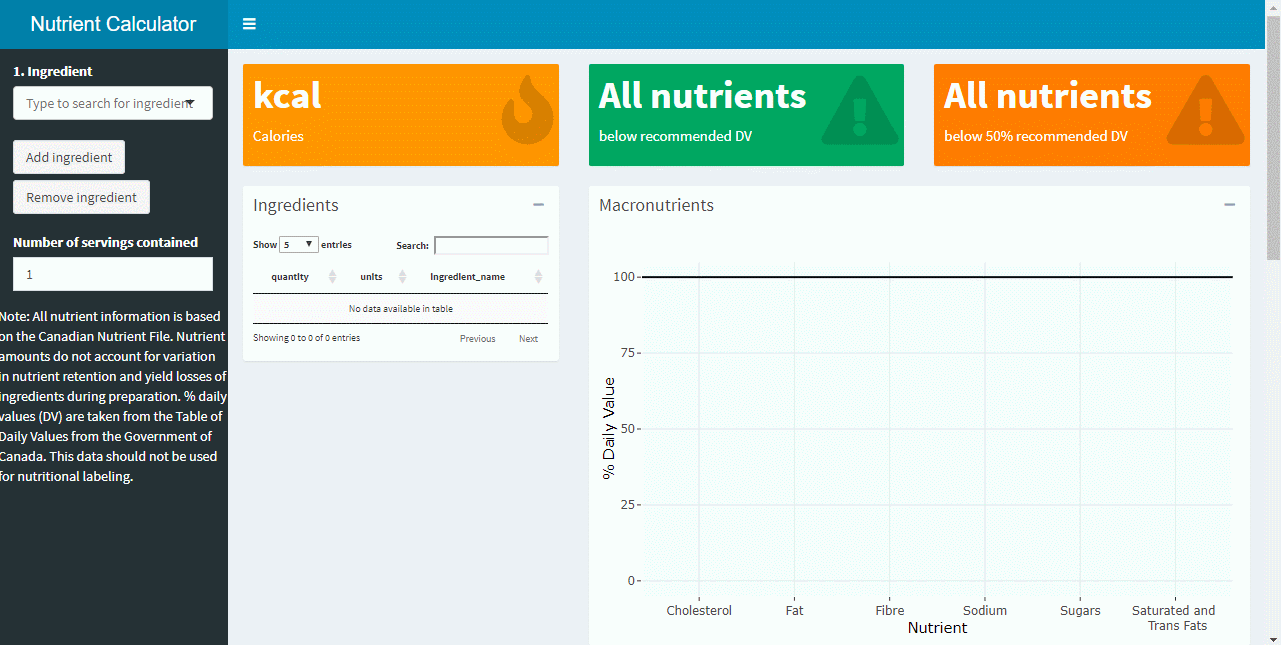 Nutrient Calculator
1. Ingredient
Type to search for ingredient
Add ingredient
Remove ingredient
Number of servings contained
1
Note: All nutrient information is based
on the Canadian Nutrient File. Nutrient
amounts do not account for variation
in nutrient retention and yield losses of
ingredients during preparation. % daily
values (DV) are taken from the Table of
Daily Values from the Government of
Canada. This data should not be used
for nutritional labeling.
kcal
Calories
All nutrients
below recommended DV
All nutrients
below 50% recommended DV
Ingredients
Show 5 entries Search:
quantity units ingredient_name
No data available in table
Showing 0 to 0 of 0 entries Previous Next
Macronutrients
% Daily Value
100
75
50
25
0
Cholesterol Fat Fibre Sodium Sugars Saturated and
Trans Fats
Nutrient